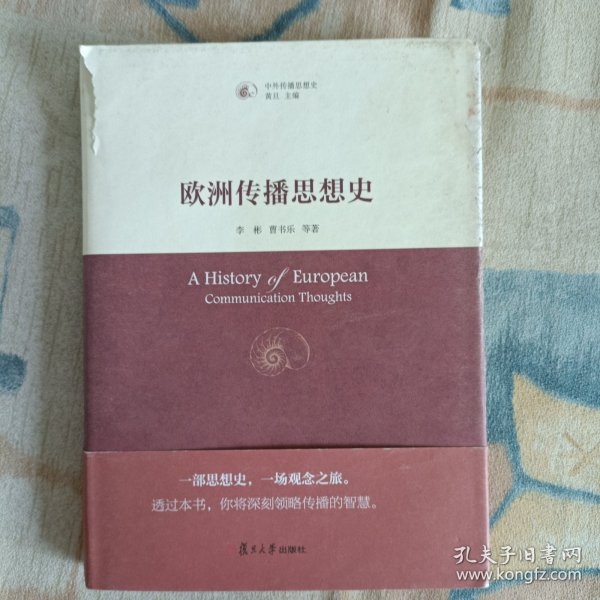 中外传播思想史
黄旦 主编
欧洲传播思想史
李 彬 曹书乐 等著
A History of European
Communication Thoughts
一部思想史，一场观念之旅。
透过本书，你将深刻领略传播的智慧。
复旦大学出版社
孔夫子旧书网
www.kongfz.com